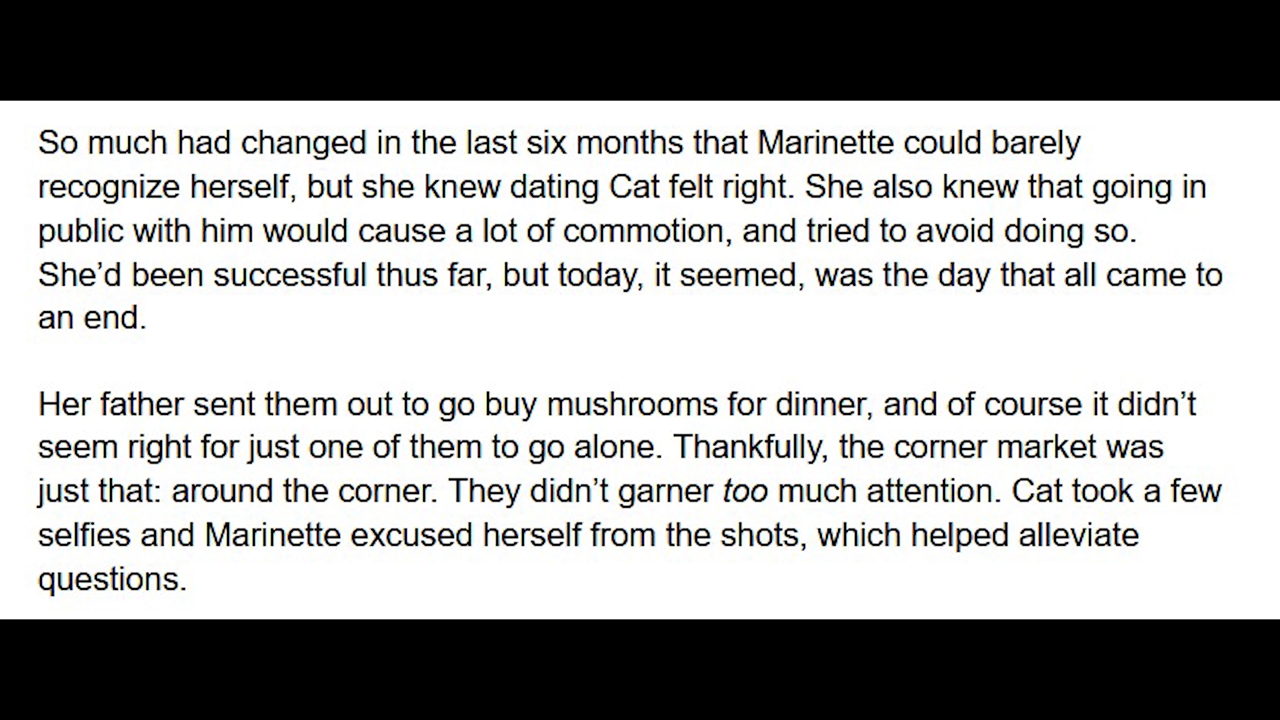 So much had changed in the last six months that Marinette could barely
recognize herself, but she knew dating Cat felt right. She also knew that going in
public with him would cause a lot of commotion, and tried to avoid doing so.
She’d been successful thus far, but today, it seemed, was the day that all came to
an end.
Her father sent them out to go buy mushrooms for dinner, and of course it didn’t
seem right for just one of them to go alone. Thankfully, the corner market was
just that: around the corner. They didn’t garner too much attention. Cat took a few
selfies and Marinette excused herself from the shots, which helped alleviate
questions.